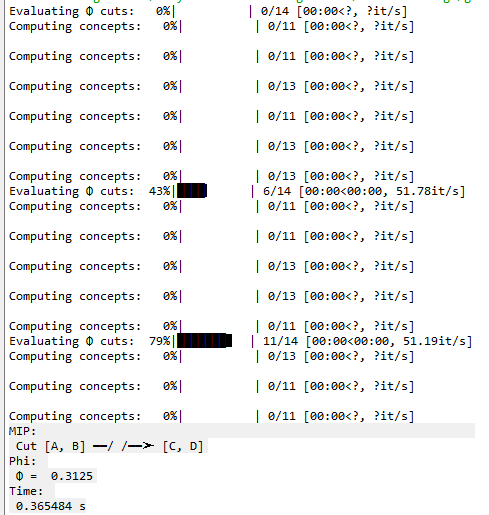 Evaluating Φ cuts:   0%|          | 0/14 [00:00<?, ?it/s]
Computing concepts:   0%|          | 0/11 [00:00<?, ?it/s]
Computing concepts:   0%|          | 0/11 [00:00<?, ?it/s]
Computing concepts:   0%|          | 0/13 [00:00<?, ?it/s]
Computing concepts:   0%|          | 0/11 [00:00<?, ?it/s]
Computing concepts:   0%|          | 0/13 [00:00<?, ?it/s]
Computing concepts:   0%|          | 0/13 [00:00<?, ?it/s]
Evaluating Φ cuts:  43%|████      | 6/14 [00:00<00:00, 51.78it/s]
Computing concepts:   0%|          | 0/11 [00:00<?, ?it/s]
Computing concepts:   0%|          | 0/11 [00:00<?, ?it/s]
Computing concepts:   0%|          | 0/13 [00:00<?, ?it/s]
Computing concepts:   0%|          | 0/13 [00:00<?, ?it/s]
Computing concepts:   0%|          | 0/11 [00:00<?, ?it/s]
Evaluating Φ cuts:  79%|███████   | 11/14 [00:00<00:00, 51.19it/s]
Computing concepts:   0%|          | 0/13 [00:00<?, ?it/s]
Computing concepts:   0%|          | 0/11 [00:00<?, ?it/s]
Computing concepts:   0%|          | 0/11 [00:00<?, ?it/s]
MIP:
Cut [A, B] ━━/ /━━➤ [C, D]
Phi:
Φ =  0.3125
Time:
0.365484 s